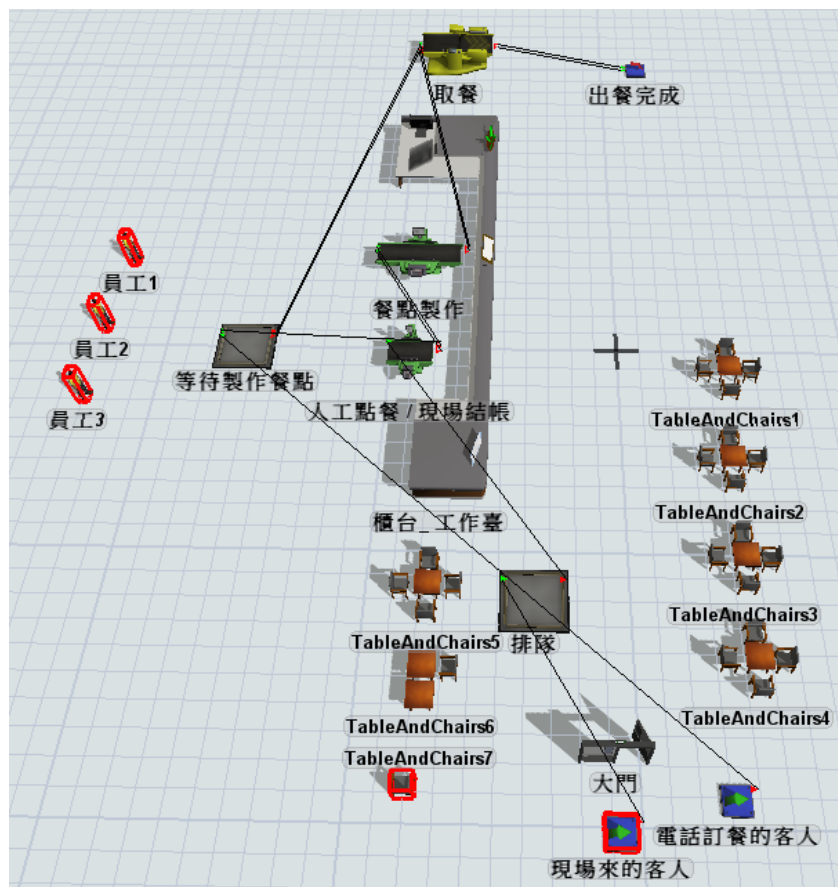 取餐
出餐完成
員工1
餐點製作
員工2
等待製作餐點
員工3
人工點餐 / 現場結帳
TableAndChairs1
TableAndChairs2
櫃台_工作臺
TableAndChairs3
TableAndChairs5
排隊
TableAndChairs4
TableAndChairs6
TableAndChairs7
大門
電話訂餐的客人
現場來的客人